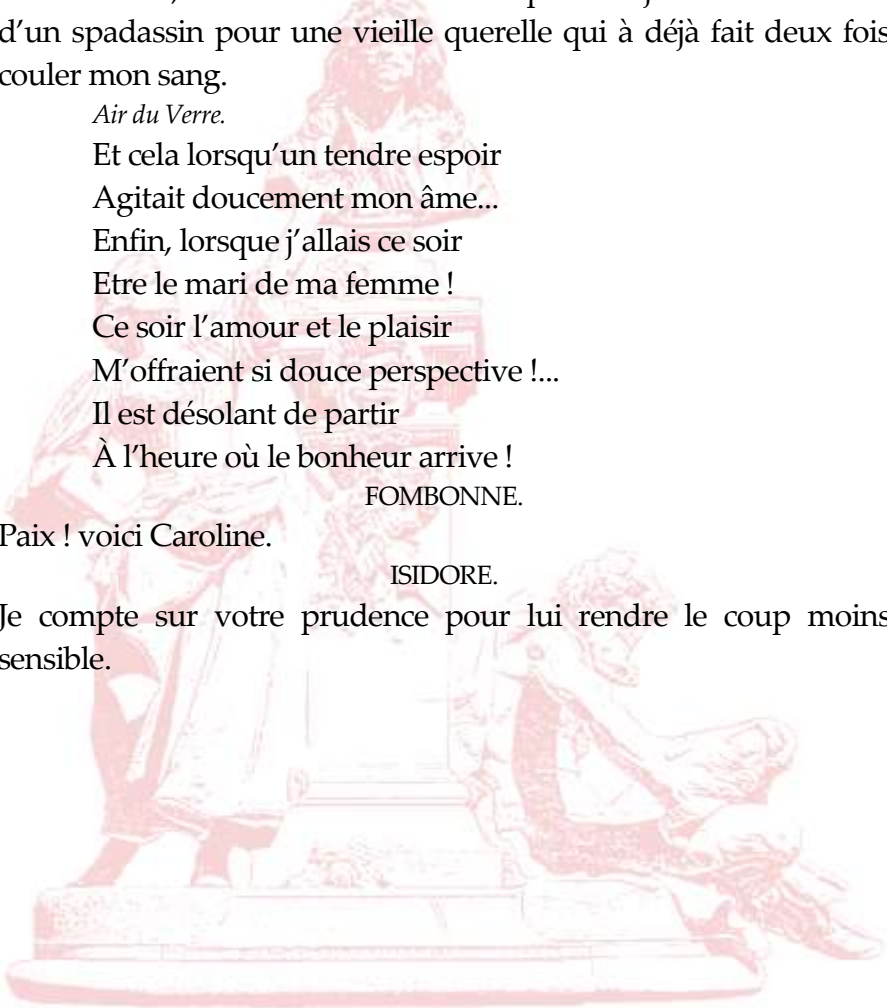 d’un spadassin pour une vieille querelle qui à déjà fait deux fois
couler mon sang.
Air du Verre.
Et cela lorsqu’un tendre espoir
Agitait doucement mon âme...
Enfin, lorsque j’allais ce soir
Etre le mari de ma femme !
Ce soir l’amour et le plaisir
M’offraient si douce perspective !...
Il est désolant de partir
À l’heure où le bonheur arrive !
FOMBONNE.
Paix ! voici Caroline.
ISIDORE.
Je compte sur votre prudence pour lui rendre le coup moins
sensible.